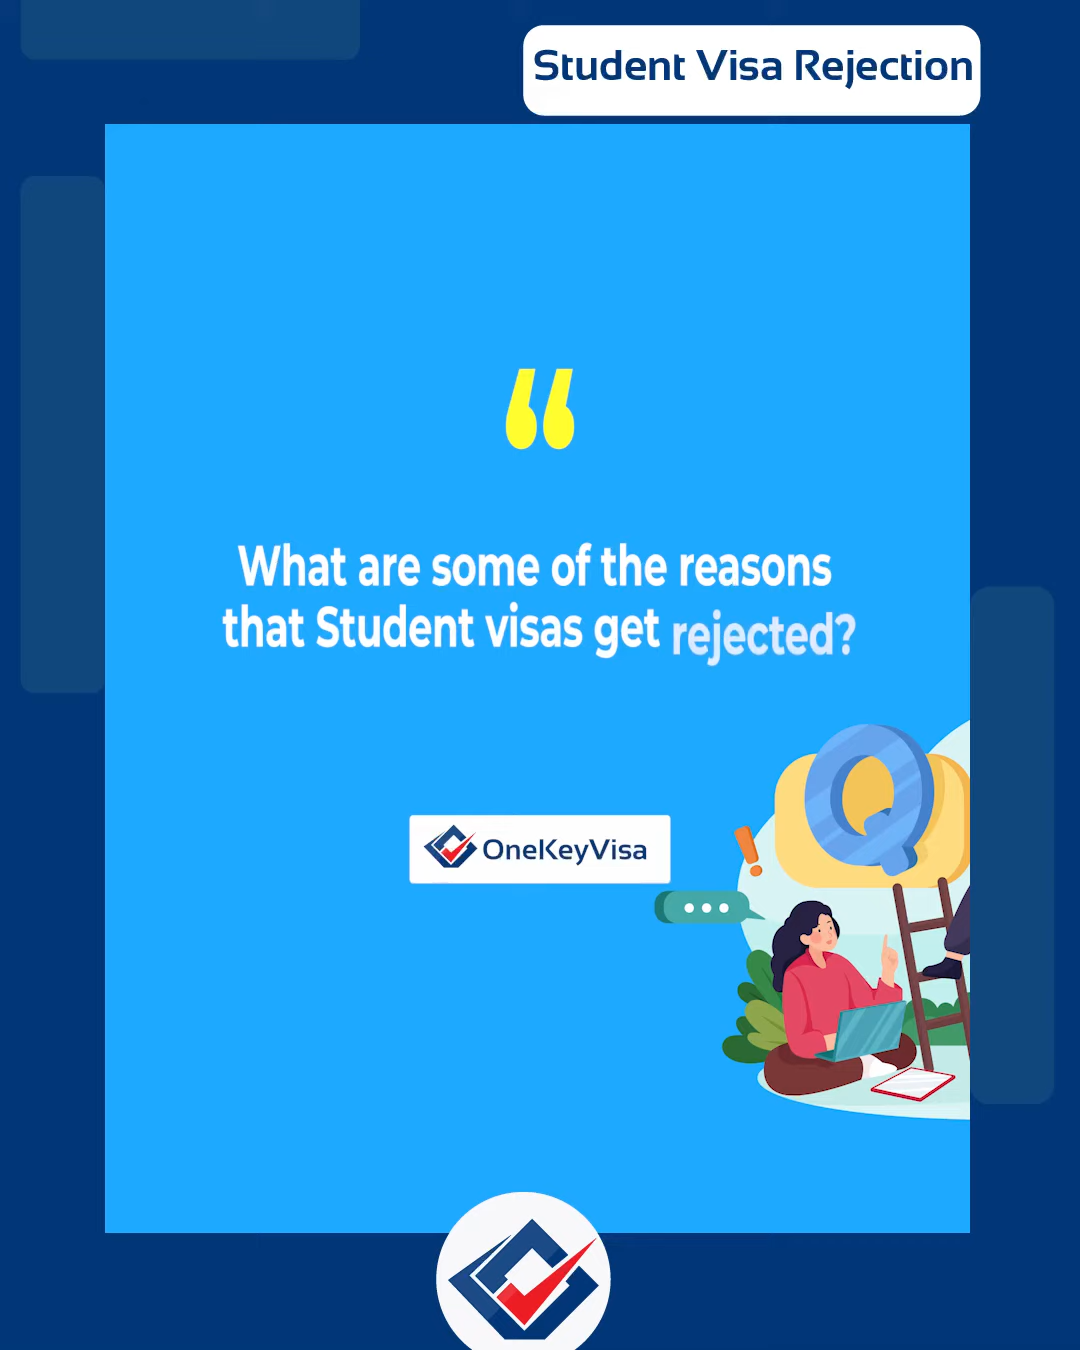 Student Visa Rejection
“
What are some of the reasons
that Student visas get rejected?
OneKeyVisa
Q
!